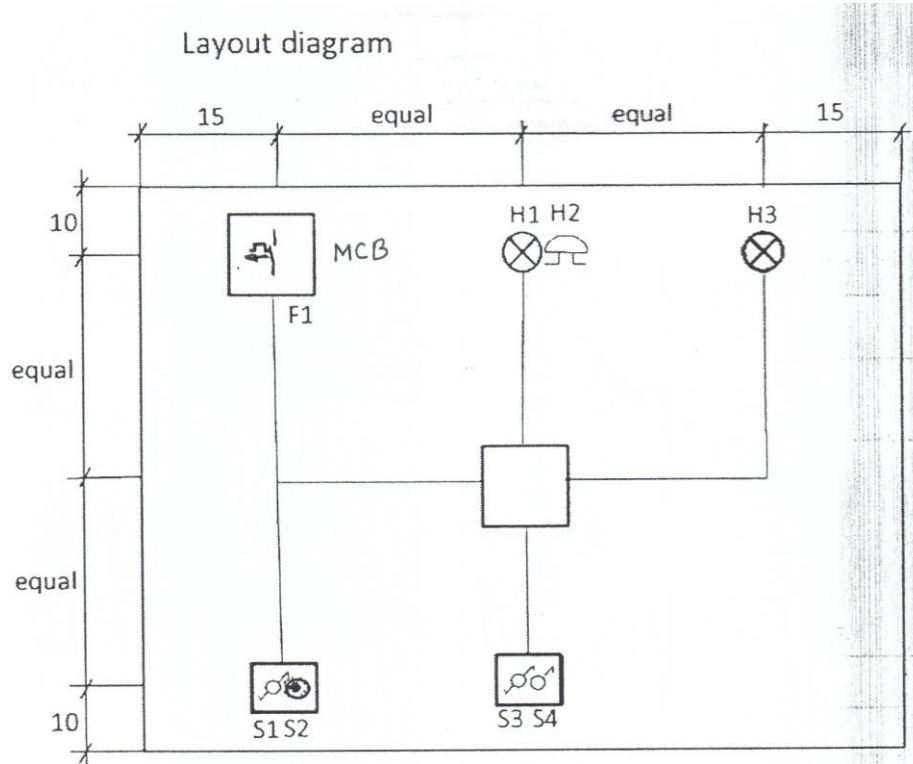 Layout diagram
15 equal equal 15
10
H1 H2 H3
MCB
F1
equal
equal
S1 S2 S3 S4
10